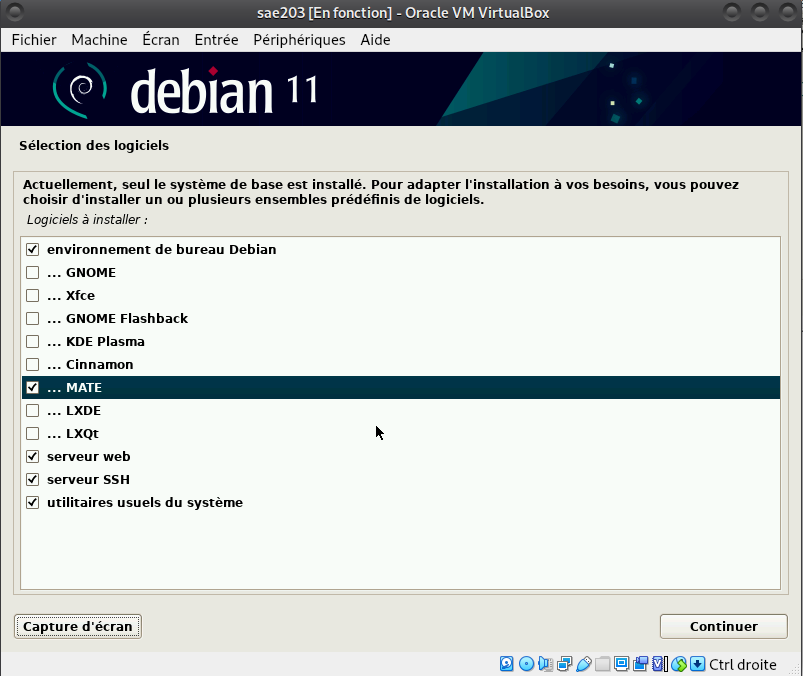 sae203 [En fonction] - Oracle VM VirtualBox
Fichier Machine Écran Entrée Périphériques Aide
debian 11
Sélection des logiciels
Actuellement, seul le système de base est installé. Pour adapter l'installation à vos besoins, vous pouvez
choisir d'installer un ou plusieurs ensembles prédéfinis de logiciels.
Logiciels à installer :
environnement de bureau Debian
... GNOME
... Xfce
... GNOME Flashback
... KDE Plasma
... Cinnamon
... MATE
... LXDE
... LXQt
serveur web
serveur SSH
utilitaires usuels du système
Capture d'écran Continuer
Ctrl droite